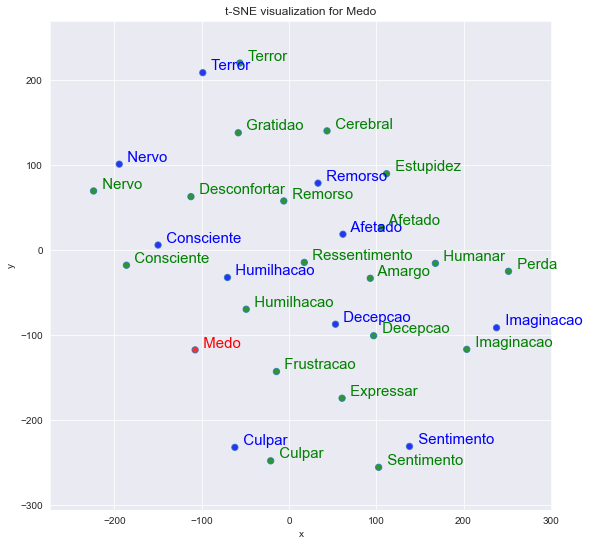 t-SNE visualization for Medo
Terror
Terror
Gratidao
Cerebral
Nervo
Estupidez
Remorso
Nervo
Desconfortar
Remorso
Afetado
Afetado
Consciente
Consciente
Ressentimento
Humanar
Perda
Humilhacao
Amargo
Humilhacao
Decepcao
Imaginacao
Decepcao
Medo
Imaginacao
Frustracao
Expressar
Culpar
Sentimento
Culpar
Sentimento
200
100
0
−100
−200
−300
y
−200 −100 0 100 200 300
x